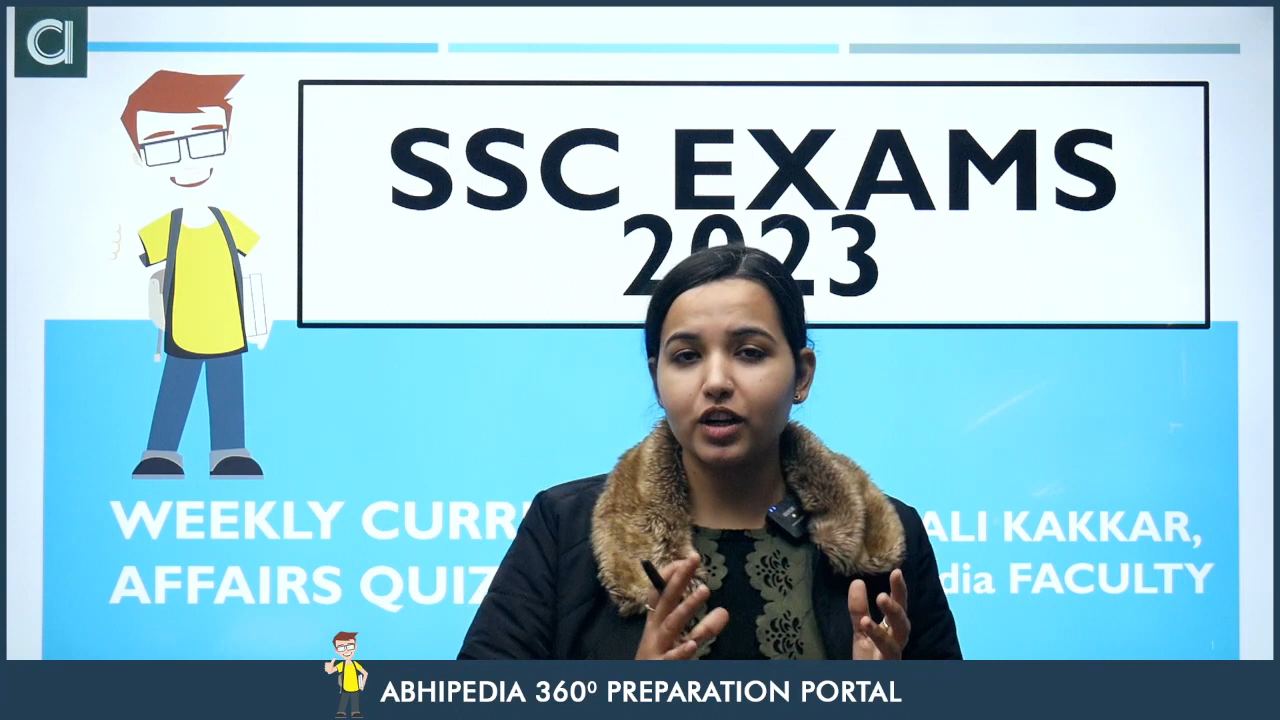 SSC EXAMS
2023
WEEKLY CURR
AFFAIRS QUIZ
ALI KAKKAR,
dia FACULTY
ABHIPEDIA 360⁰ PREPARATION PORTAL